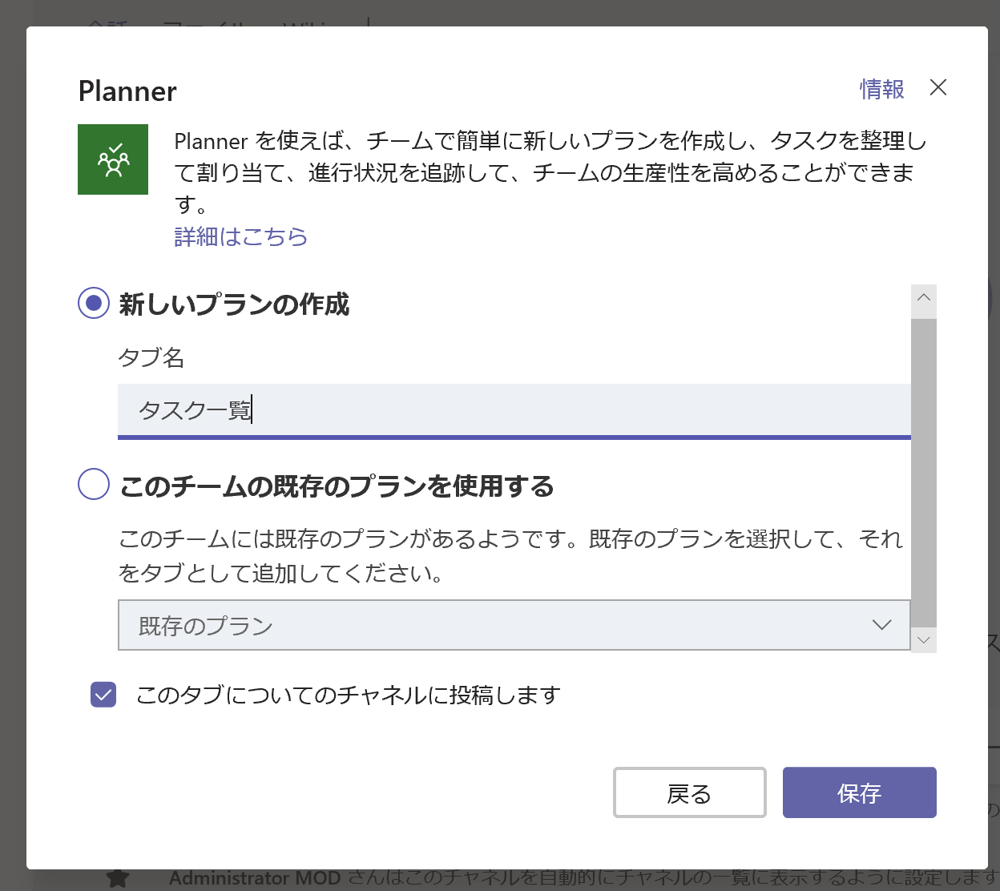 Planner
情報
Planner を使えば、チームで簡単に新しいプランを作成し、タスクを整理し
て割り当て、進行状況を追跡して、チームの生産性を高めることができま
す。
詳細はこちら
新しいプランの作成
タブ名
タスク一覧
このチームの既存のプランを使用する
このチームには既存のプランがあるようです。既存のプランを選択して、それ
をタブとして追加してください。
既存のプラン
このタブについてのチャネルに投稿します
戻る
保存
Administrator MOD さんはこのチャネルを自動的にチャネルの一覧に表示するように設定します